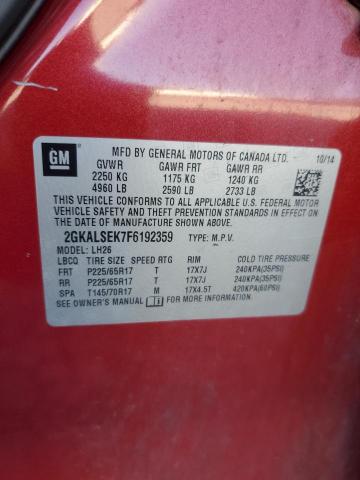 GM
MFD BY GENERAL MOTORS OF CANADA LTD. 10/14
GVWR GAWR FRT GAWR RR
2250 KG 1175 KG 1240 KG
4960 LB 2590 LB 2733 LB
THIS VEHICLE CONFORMS TO ALL APPLICABLE U.S. FEDERAL MOTOR VEHICLE SAFETY AND THEFT PREVENTION STANDARDS IN EFFECT ON THE DATE OF MANUFACTURE SHOWN ABOVE.
2GKALSEK7F6192359 TYPE: M.P.V.
MODEL: LH26
LBCQ TIRE SIZE SPEED RTG RIM COLD TIRE PRESSURE
FRT P225/65R17 T 17X7J 240KPA(35PSI)
RR P225/65R17 T 17X7J 240KPA(35PSI)
SPA T145/70R17 M 17X4.5T 420KPA(60PSI)
SEE OWNER'S MANUAL FOR ADDITIONAL INFORMATION